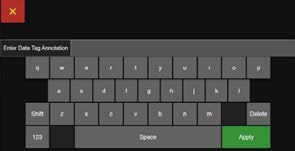 X
Enter Data Tag Annotation
q w e r t y u i o p
a s d f g h j k l
Shift z x c v b n m Delete
123 Space Apply